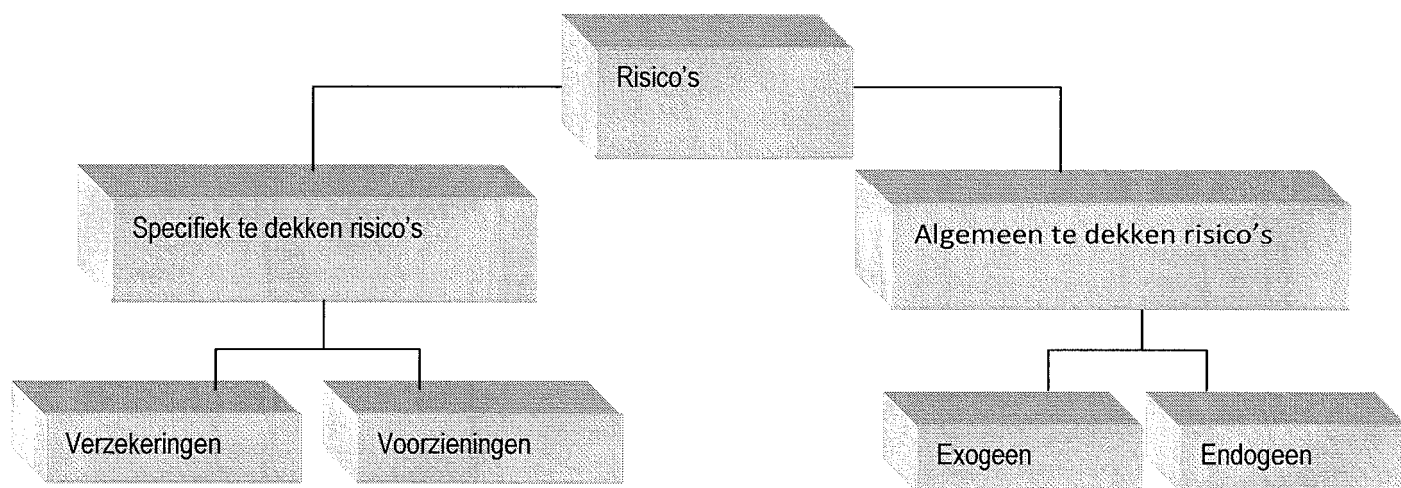 Risico's
Specifiek te dekken risico's
Algemeen te dekken risico's
Verzekeringen
Voorzieningen
Exogeen
Endogeen